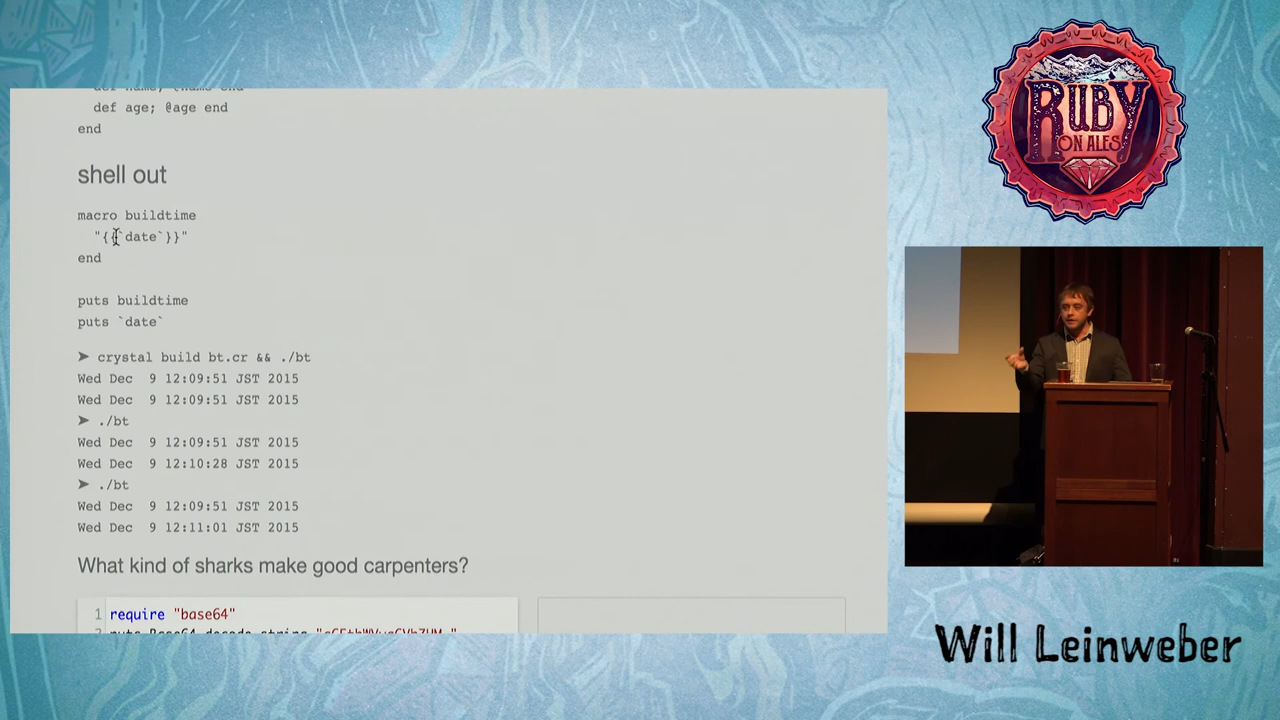 def name; @name end
def age; @age end
end
shell out
macro buildtime
"{{`date`}}"
end
puts buildtime
puts `date`
➤ crystal build bt.cr && ./bt
Wed Dec  9 12:09:51 JST 2015
Wed Dec  9 12:09:51 JST 2015
➤ ./bt
Wed Dec  9 12:09:51 JST 2015
Wed Dec  9 12:10:28 JST 2015
➤ ./bt
Wed Dec  9 12:09:51 JST 2015
Wed Dec  9 12:11:01 JST 2015
What kind of sharks make good carpenters?
1 require "base64"
RUBY
ON ALES
Will Leinweber